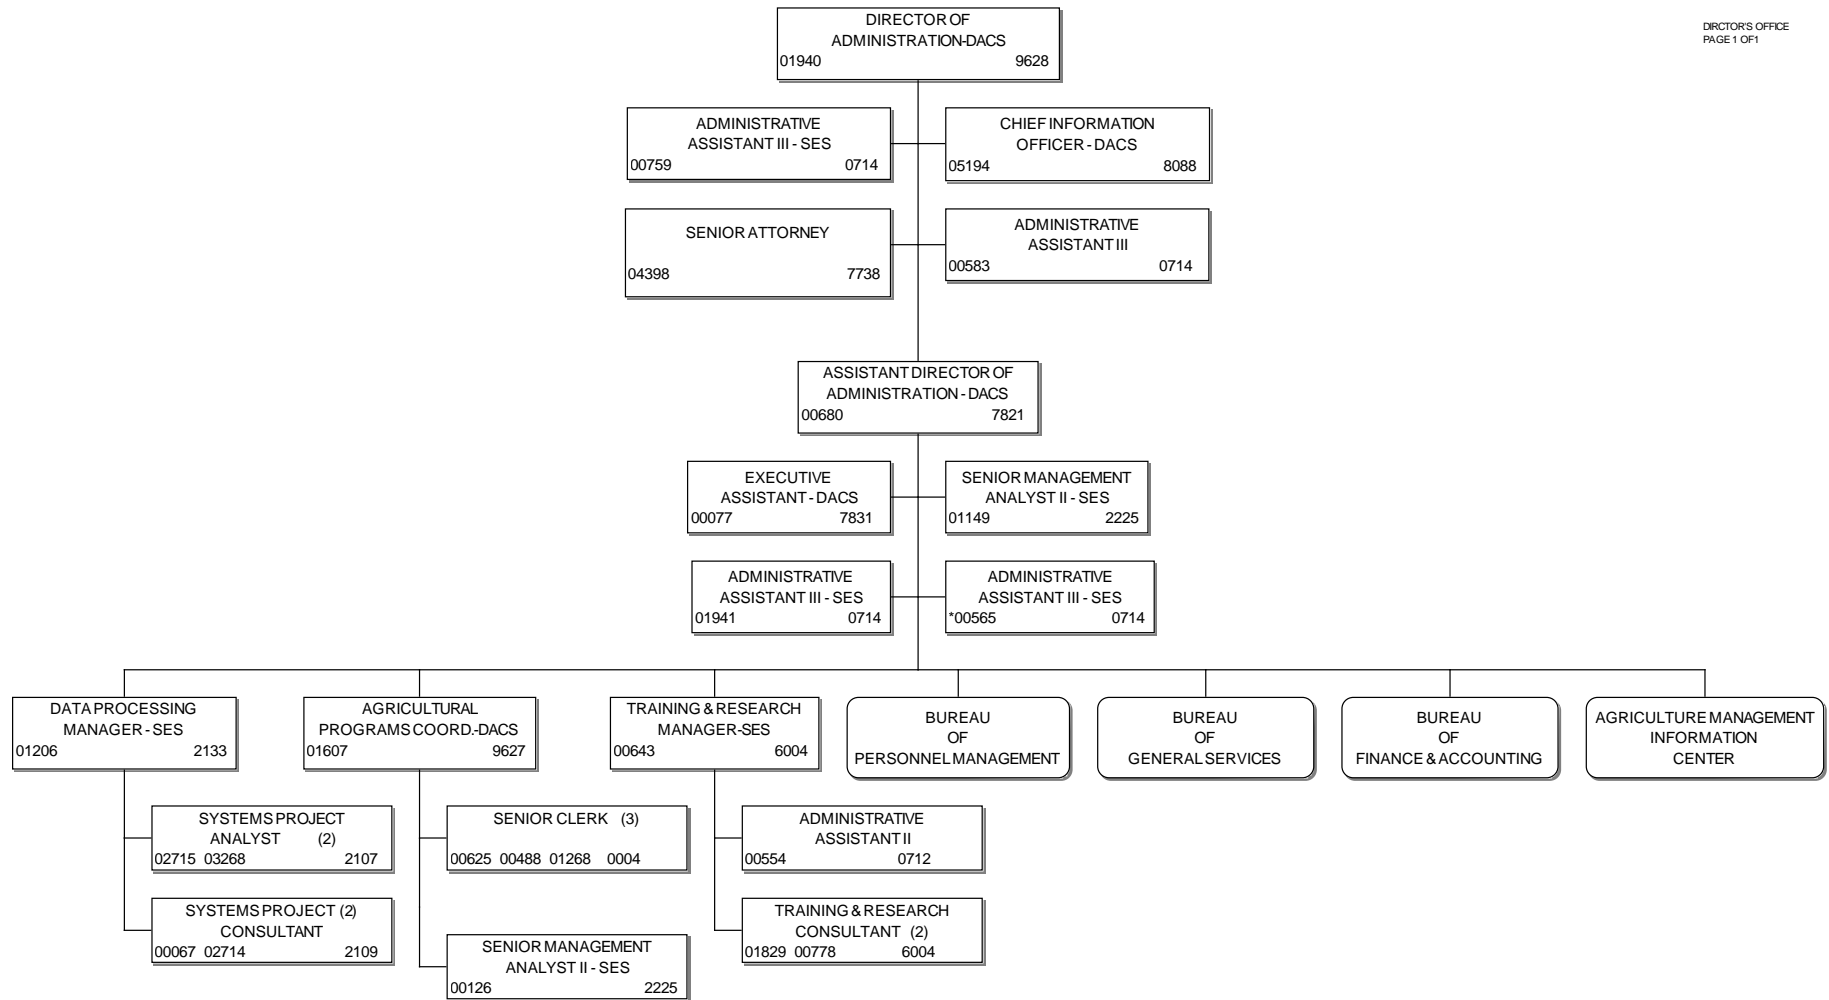 DIRCTOR'S OFFICE
PAGE 1 OF1
DIRECTOR OF
ADMINISTRATION-DACS
01940 9628
ADMINISTRATIVE
ASSISTANT III - SES
00759 0714
CHIEF INFORMATION
OFFICER - DACS
05194 8088
SENIOR ATTORNEY
04398 7738
ADMINISTRATIVE
ASSISTANT III
00583 0714
ASSISTANT DIRECTOR OF
ADMINISTRATION - DACS
00680 7821
EXECUTIVE
ASSISTANT - DACS
00077 7831
SENIOR MANAGEMENT
ANALYST II - SES
01149 2225
ADMINISTRATIVE
ASSISTANT III - SES
01941 0714
ADMINISTRATIVE
ASSISTANT III - SES
*00565 0714
DATA PROCESSING
MANAGER - SES
01206 2133
AGRICULTURAL
PROGRAMS COORD.-DACS
01607 9627
TRAINING & RESEARCH
MANAGER-SES
00643 6004
BUREAU
OF
PERSONNEL MANAGEMENT
BUREAU
OF
GENERAL SERVICES
BUREAU
OF
FINANCE & ACCOUNTING
AGRICULTURE MANAGEMENT
INFORMATION
CENTER
SYSTEMS PROJECT
ANALYST (2)
02715 03268 2107
SENIOR CLERK (3)
00625 00488 01268 0004
ADMINISTRATIVE
ASSISTANT II
00554 0712
SYSTEMS PROJECT (2)
CONSULTANT
00067 02714 2109
SENIOR MANAGEMENT
ANALYST II - SES
00126 2225
TRAINING & RESEARCH
CONSULTANT (2)
01829 00778 6004